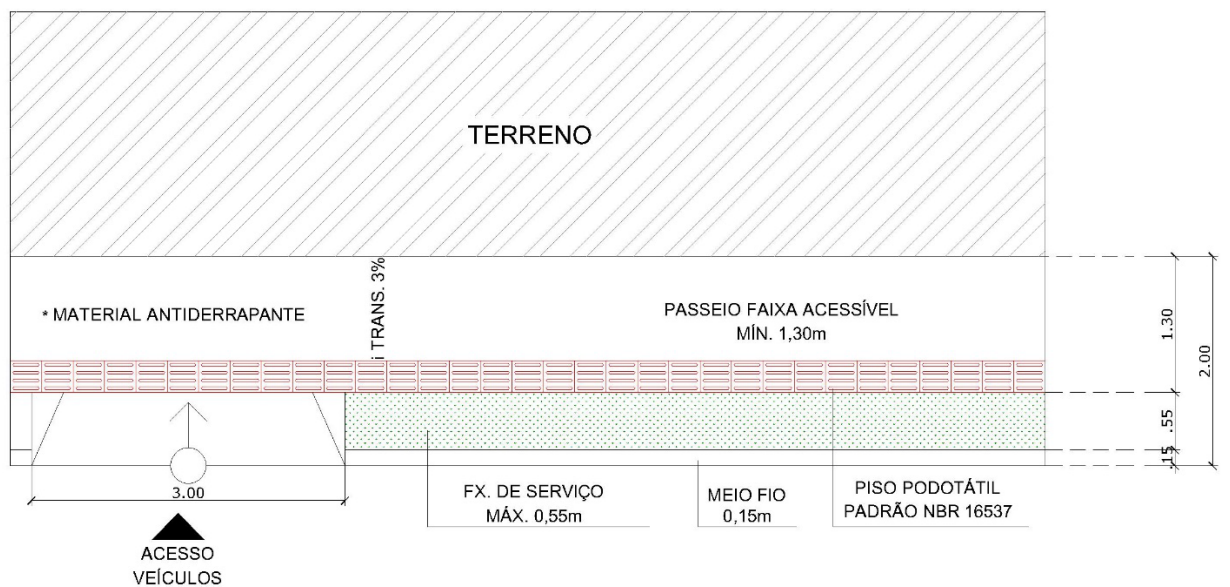 TERRENO
* MATERIAL ANTIDERRAPANTE
i TRANS. 3%
PASSEIO FAIXA ACESSÍVEL
MÍN. 1,30m
1.30
2.00
.55
.15
3.00
FX. DE SERVIÇO
MÁX. 0,55m
MEIO FIO
0,15m
PISO PODOTÁTIL
PADRÃO NBR 16537
ACESSO
VEÍCULOS